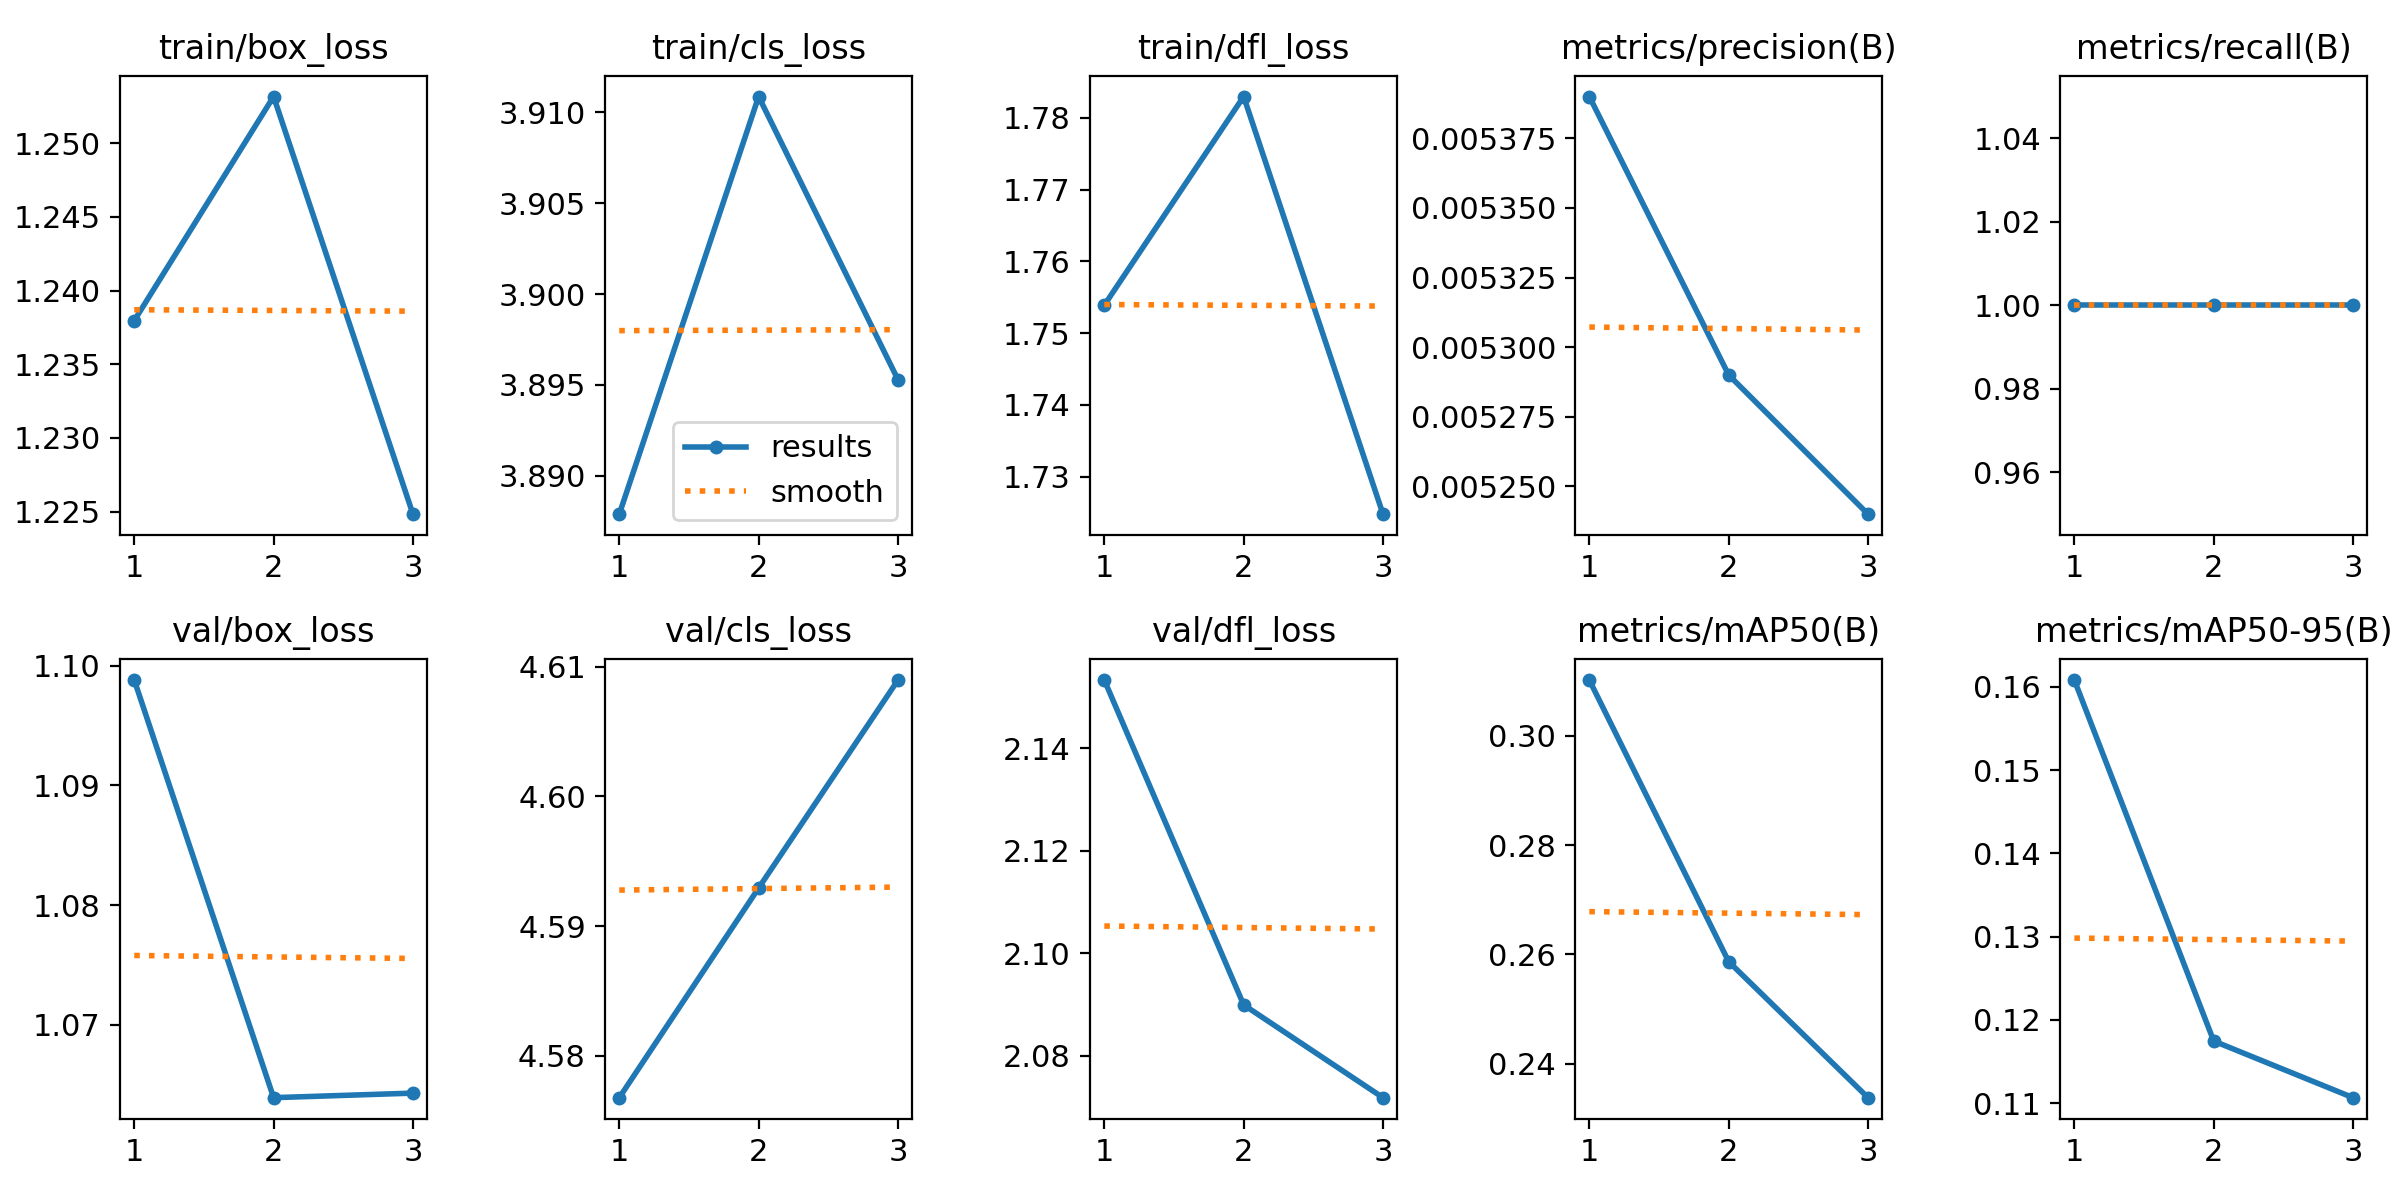 train/box_loss
1.250
1.245
1.240
1.235
1.230
1.225
1 2 3
train/cls_loss
3.910
3.905
3.900
3.895
3.890
results
smooth
1 2 3
train/dfl_loss
1.78
1.77
1.76
1.75
1.74
1.73
1 2 3
metrics/precision(B)
0.005375
0.005350
0.005325
0.005300
0.005275
0.005250
1 2 3
metrics/recall(B)
1.04
1.02
1.00
0.98
0.96
1 2 3
val/box_loss
1.10
1.09
1.08
1.07
1 2 3
val/cls_loss
4.61
4.60
4.59
4.58
1 2 3
val/dfl_loss
2.14
2.12
2.10
2.08
1 2 3
metrics/mAP50(B)
0.30
0.28
0.26
0.24
1 2 3
metrics/mAP50-95(B)
0.16
0.15
0.14
0.13
0.12
0.11
1 2 3